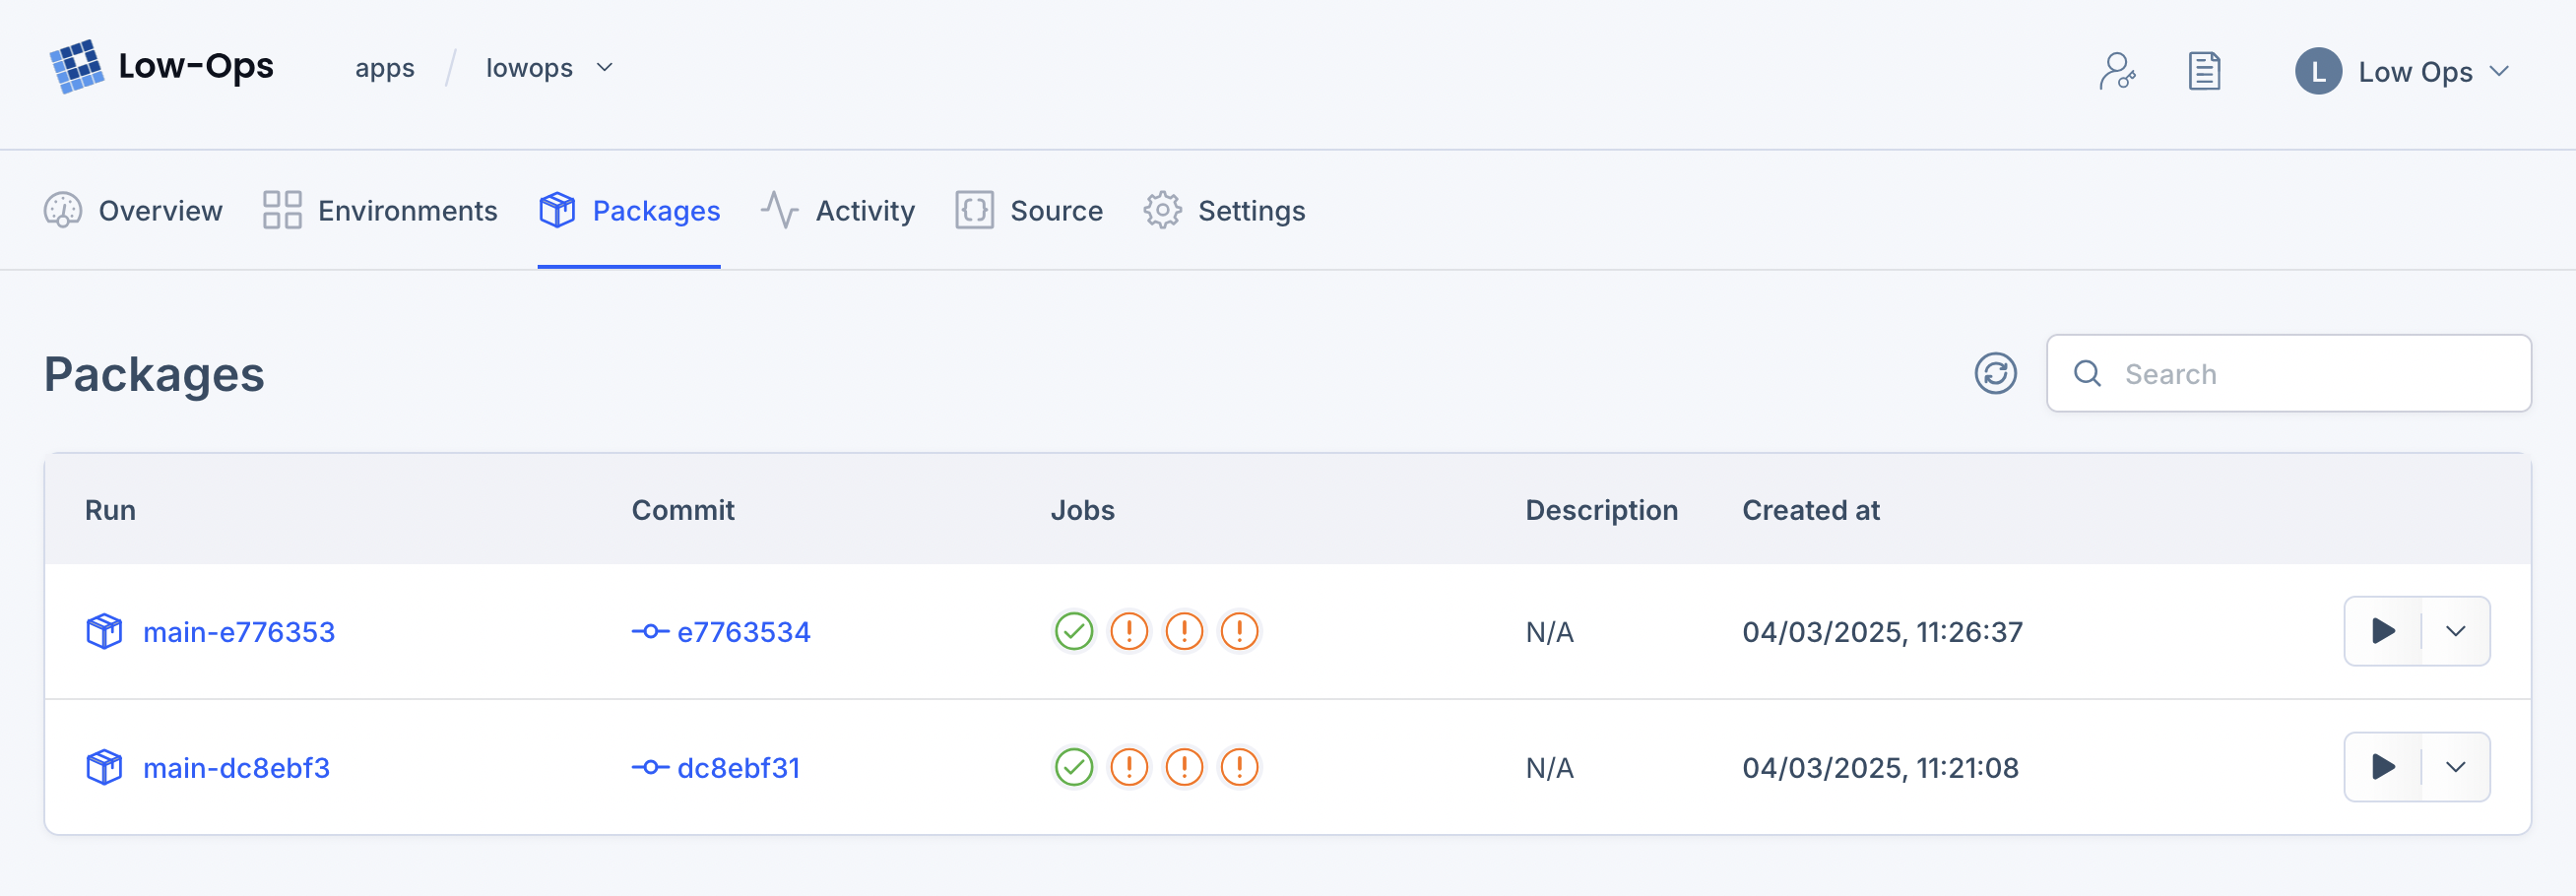 Low-Ops apps / lowops L Low Ops
Overview Environments Packages Activity Source Settings
Packages Search
Run Commit Jobs Description Created at
main-e776353 e7763534 N/A 04/03/2025, 11:26:37
main-dc8ebf3 dc8ebf31 N/A 04/03/2025, 11:21:08